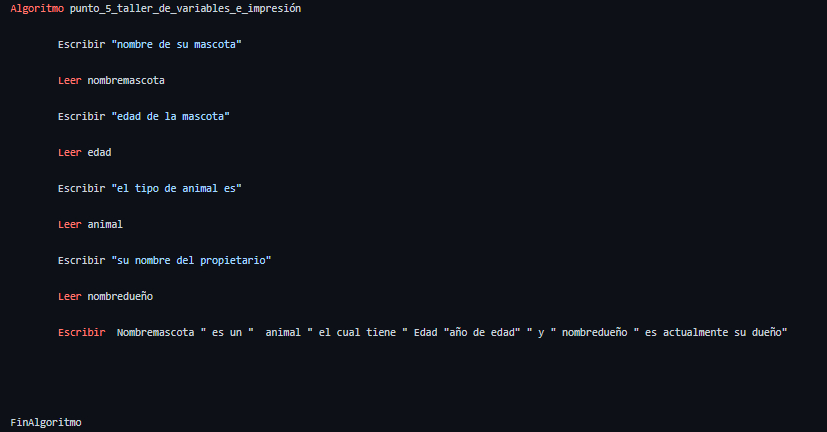 Algoritmo punto_5_taller_de_variables_e_impresión
Escribir "nombre de su mascota"
Leer nombremascota
Escribir "edad de la mascota"
Leer edad
Escribir "el tipo de animal es"
Leer animal
Escribir "su nombre del propietario"
Leer nombredueño
Escribir  Nombremascota " es un "  animal " el cual tiene " Edad "año de edad" " y " nombredueño " es actualmente su dueño"
FinAlgoritmo